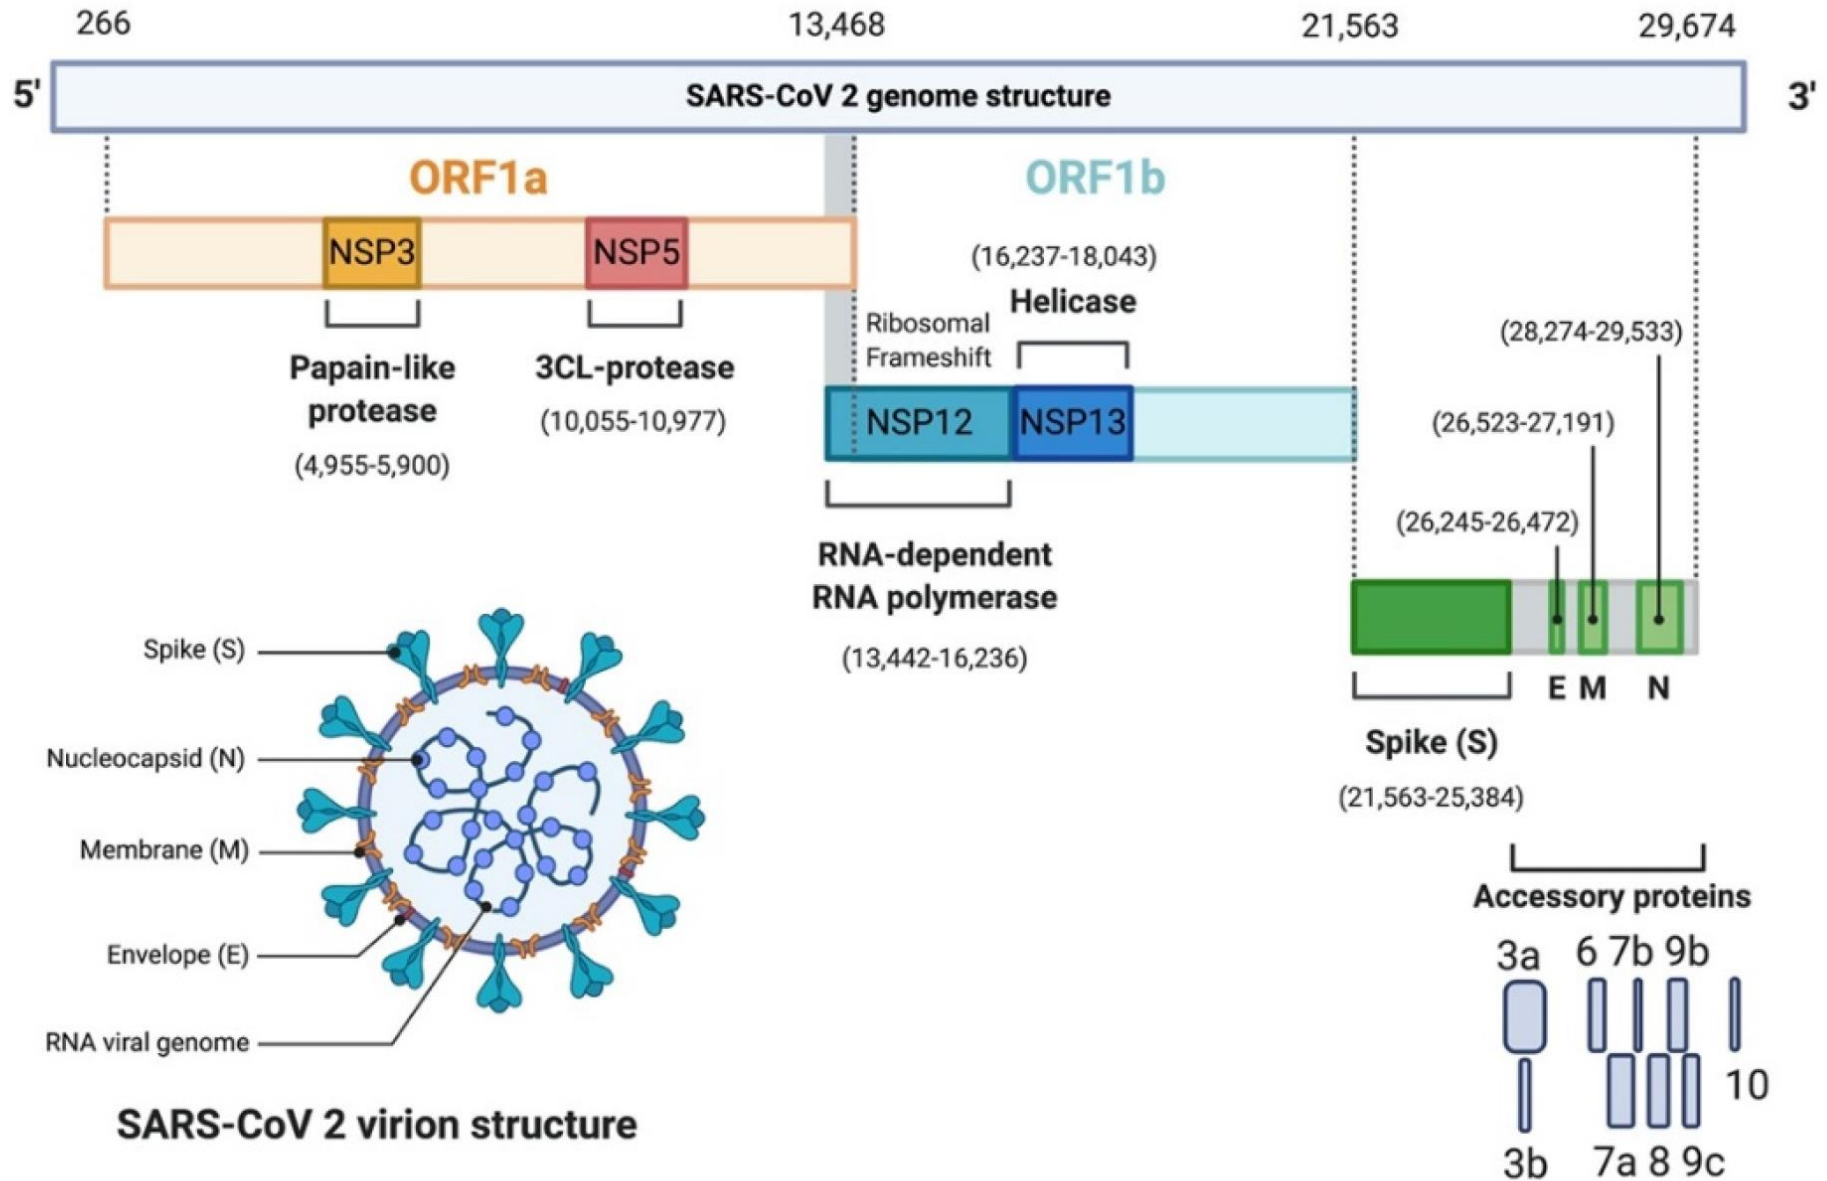 266 13,468 21,563 29,674
5' SARS-CoV 2 genome structure 3'
ORF1a ORF1b
NSP3 NSP5
(16,237-18,043)
Helicase
Ribosomal
Frameshift
Papain-like
protease
(4,955-5,900)
3CL-protease
(10,055-10,977)
NSP12 NSP13
RNA-dependent
RNA polymerase
(13,442-16,236)
(28,274-29,533)
(26,523-27,191)
(26,245-26,472)
E M N
Spike (S)
(21,563-25,384)
Accessory proteins
3a 6 7b 9b
10
3b 7a 8 9c
Spike (S)
Nucleocapsid (N)
Membrane (M)
Envelope (E)
RNA viral genome
SARS-CoV 2 virion structure